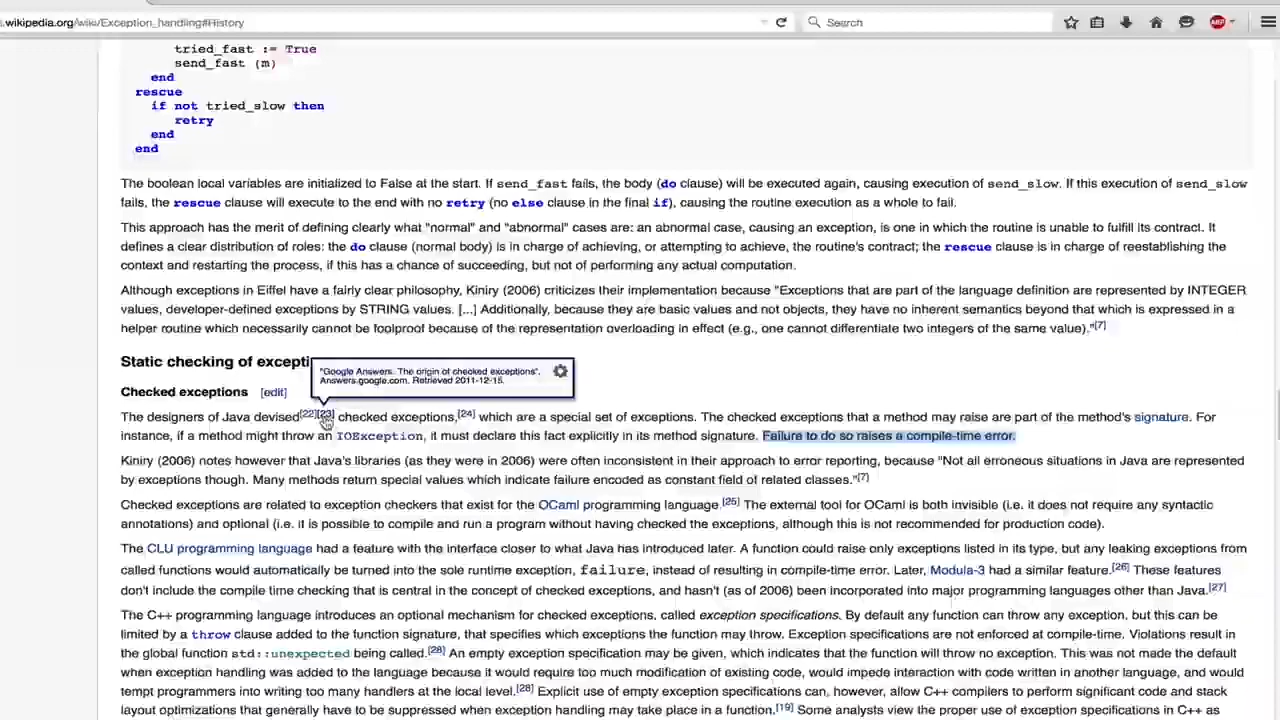 .wikipedia.org/wiki/Exception_handling#History
Search
ABP
tried_fast := True
send_fast (m)
end
rescue
if not tried_slow then
retry
end
end
The boolean local variables are initialized to False at the start. If send_fast fails, the body (do clause) will be executed again, causing execution of send_slow. If this execution of send_slow
fails, the rescue clause will execute to the end with no retry (no else clause in the final if), causing the routine execution as a whole to fail.
This approach has the merit of defining clearly what "normal" and "abnormal" cases are: an abnormal case, causing an exception, is one in which the routine is unable to fulfill its contract. It
defines a clear distribution of roles: the do clause (normal body) is in charge of achieving, or attempting to achieve, the routine's contract; the rescue clause is in charge of reestablishing the
context and restarting the process, if this has a chance of succeeding, but not of performing any actual computation.
Although exceptions in Eiffel have a fairly clear philosophy, Kiniry (2006) criticizes their implementation because "Exceptions that are part of the language definition are represented by INTEGER
values, developer-defined exceptions by STRING values. [...] Additionally, because they are basic values and not objects, they have no inherent semantics beyond that which is expressed in a
helper routine which necessarily cannot be foolproof because of the representation overloading in effect (e.g., one cannot differentiate two integers of the same value)."[7]
Static checking of excepti
"Google Answers. The origin of checked exceptions".
Answers.google.com. Retrieved 2011-12-15.
Checked exceptions [edit]
The designers of Java devised[22][23] checked exceptions,[24] which are a special set of exceptions. The checked exceptions that a method may raise are part of the method's signature. For
instance, if a method might throw an IOException, it must declare this fact explicitly in its method signature. Failure to do so raises a compile-time error.
Kiniry (2006) notes however that Java's libraries (as they were in 2006) were often inconsistent in their approach to error reporting, because "Not all erroneous situations in Java are represented
by exceptions though. Many methods return special values which indicate failure encoded as constant field of related classes."[7]
Checked exceptions are related to exception checkers that exist for the OCaml programming language.[25] The external tool for OCaml is both invisible (i.e. it does not require any syntactic
annotations) and optional (i.e. it is possible to compile and run a program without having checked the exceptions, although this is not recommended for production code).
The CLU programming language had a feature with the interface closer to what Java has introduced later. A function could raise only exceptions listed in its type, but any leaking exceptions from
called functions would automatically be turned into the sole runtime exception, failure, instead of resulting in compile-time error. Later, Modula-3 had a similar feature.[26] These features
don't include the compile time checking that is central in the concept of checked exceptions, and hasn't (as of 2006) been incorporated into major programming languages other than Java.[27]
The C++ programming language introduces an optional mechanism for checked exceptions, called exception specifications. By default any function can throw any exception, but this can be
limited by a throw clause added to the function signature, that specifies which exceptions the function may throw. Exception specifications are not enforced at compile-time. Violations result in
the global function std::unexpected being called.[28] An empty exception specification may be given, which indicates that the function will throw no exception. This was not made the default
when exception handling was added to the language because it would require too much modification of existing code, would impede interaction with code written in another language, and would
tempt programmers into writing too many handlers at the local level.[28] Explicit use of empty exception specifications can, however, allow C++ compilers to perform significant code and stack
layout optimizations that generally have to be suppressed when exception handling may take place in a function.[19] Some analysts view the proper use of exception specifications in C++ as